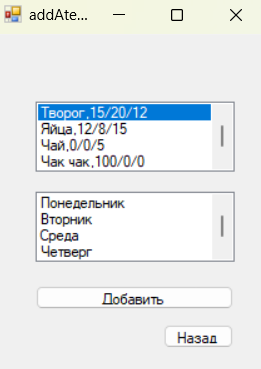 addAte...
Творог,15/20/12
Яйца,12/8/15
Чай,0/0/5
Чак чак,100/0/0
Понедельник
Вторник
Среда
Четверг
Добавить
Назад